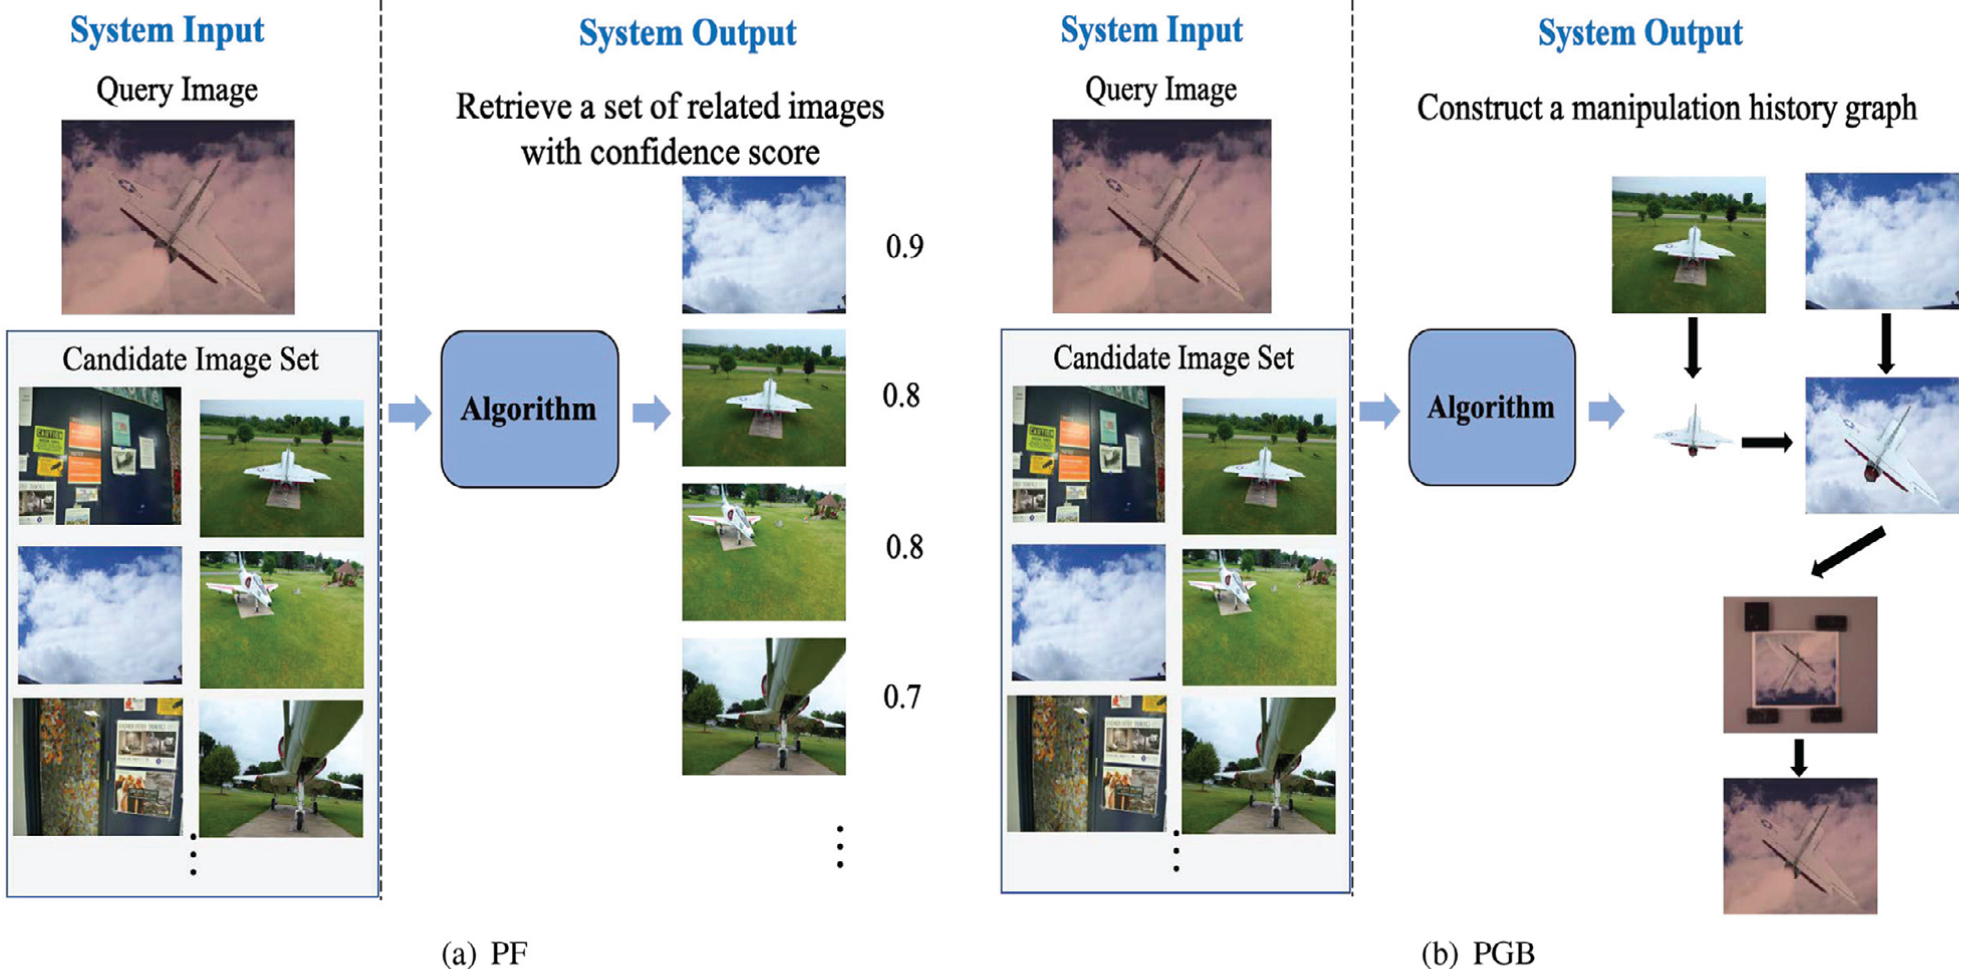 System Input
Query Image
Candidate Image Set
CAUTION
System Output
Retrieve a set of related images
with confidence score
Algorithm
0.9
0.8
0.8
0.7
(a) PF
System Input
Query Image
Candidate Image Set
CAUTION
System Output
Construct a manipulation history graph
Algorithm
(b) PGB